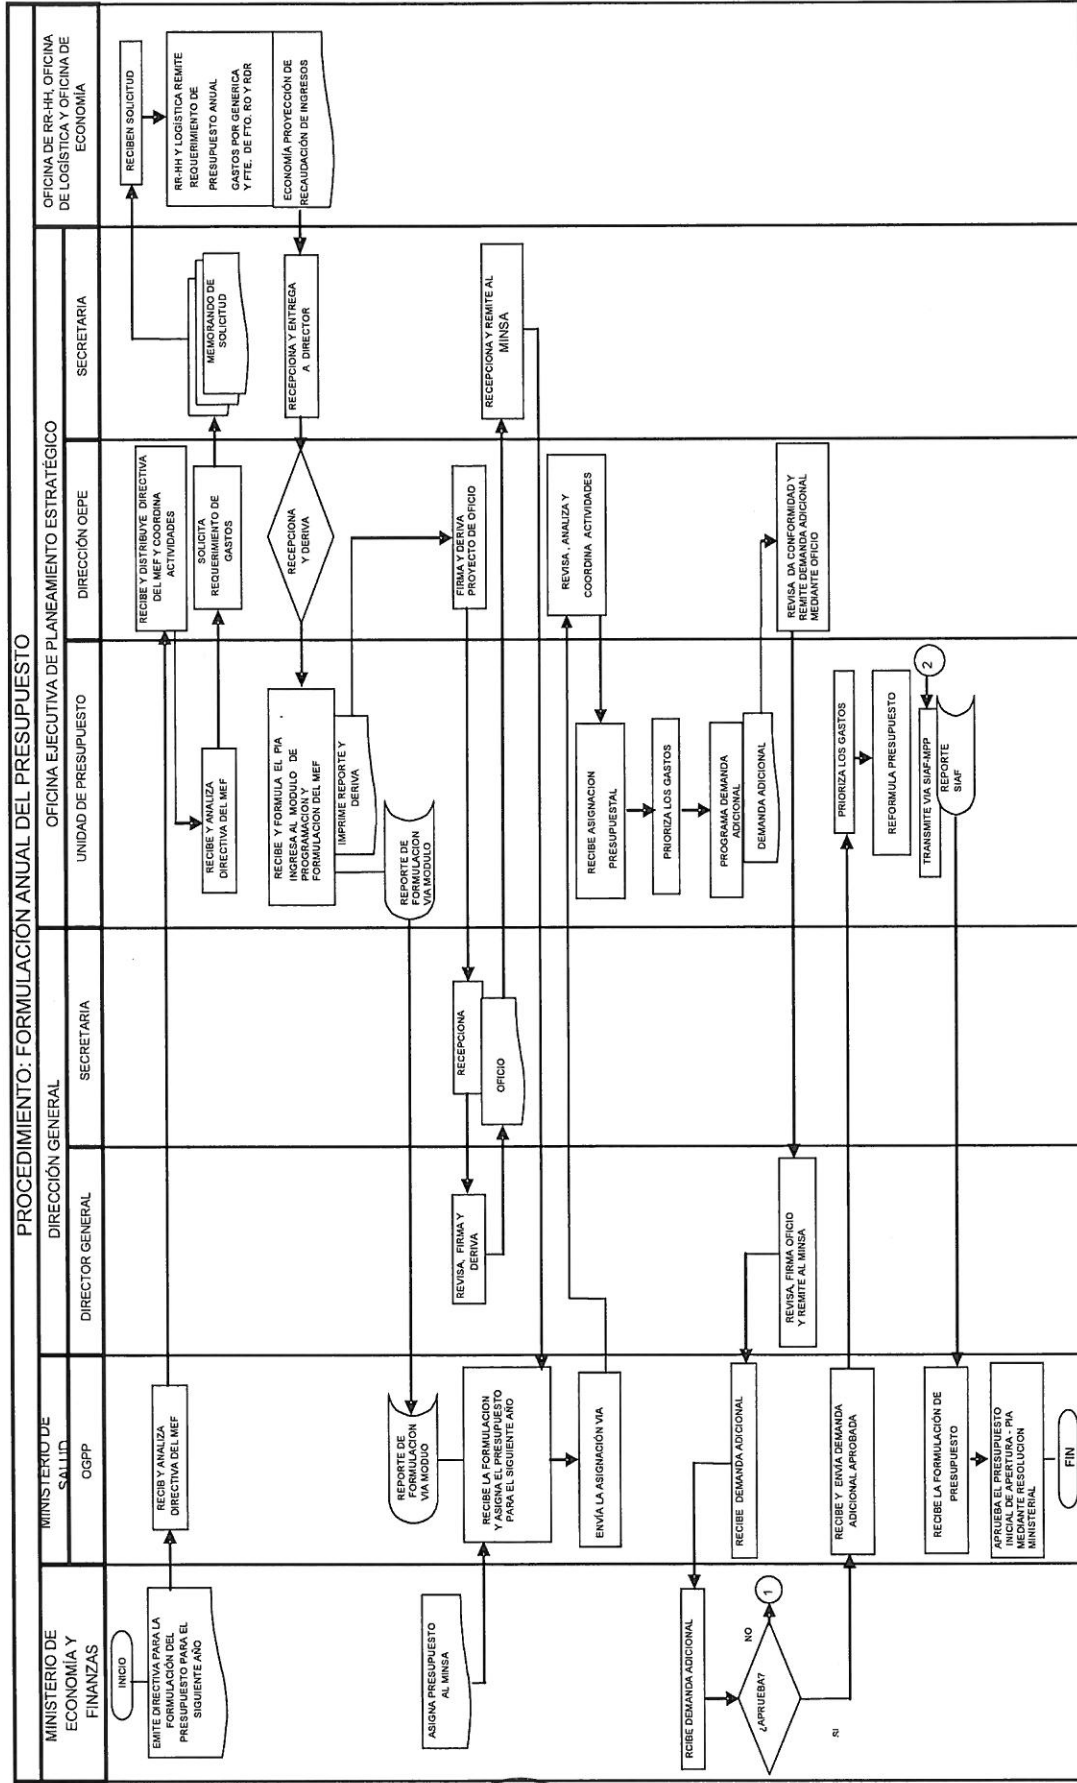 PROCEDIMIENTO: FORMULACION ANUAL DEL PRESUPUESTO
MINISTERIO DE
ECONOMÍA Y
FINANZAS
MINISTERIO DE
SALUD
OGPP
DIRECCIÓN GENERAL
DIRECTOR GENERAL
SECRETARIA
OFICINA EJECUTIVA DE PLANEAMIENTO ESTRATÉGICO
UNIDAD DE PRESUPUESTO
DIRECCIÓN OEPE
SECRETARIA
OFICINA DE RR-HH, OFICINA
DE LOGÍSTICA Y OFICINA DE
ECONOMÍA
INICIO
EMITE DIRECTIVA PARA LA
FORMULACIÓN DEL
PRESUPUESTO PARA EL
SIGUIENTE AÑO
RECIB Y ANALIZA
DIRECTIVA DEL MEF
RECIBE Y DISTRIBUYE DIRECTIVA
DEL MEF Y COORDINA
ACTIVIDADES
RECIBE Y ANALIZA
DIRECTIVA DEL MEF
SOLICITA
REQUERIMIENTO DE
GASTOS
MEMORANDO DE
SOLICITUD
RECIBEN SOLICITUD
RR-HH Y LOGÍSTICA REMITE
REQUERIMIENTO DE
PRESUPUESTO ANUAL
GASTOS POR GENERICA
Y FTE. DE FTO. RO Y RDR
ECONOMÍA PROYECCIÓN DE
RECAUDACIÓN DE INGRESOS
RECEPCIONA Y ENTREGA
A DIRECTOR
RECEPCIONA
Y DERIVA
RECIBE Y FORMULA EL PIA
INGRESA AL MODULO DE
PROGRAMACION Y
FORMULACION DEL MEF
IMPRIME REPORTE Y
DERIVA
REPORTE DE
FORMULACION
VIA MODULO
REPORTE DE
FORMULACION
VIA MODUO
FIRMA Y DERIVA
PROYECTO DE OFICIO
RECEPCIONA
REVISA, FIRMA Y
DERIVA
OFICIO
RECEPCIONA Y REMITE AL
MINSA
ASIGNA PRESUPUESTO
AL MINSA
RECIBE LA FORMULACION
Y ASIGNA EL PRESUPUESTO
PARA EL SIGUIENTE AÑO
ENVÍA LA ASIGNACIÓN VIA
REVISA , ANALIZA Y
COORDINA ACTIVIDADES
RECIBE ASIGNACION
PRESUPUESTAL
PRIORIZA LOS GASTOS
PROGRAMA DEMANDA
ADICIONAL
DEMANDA ADICIONAL
REVISA DA CONFORMIDAD Y
REMITE DEMANDA ADICIONAL
MEDIANTE OFICIO
REVISA, FIRMA OFICIO
Y REMITE AL MINSA
RECIBE DEMANDA ADICIONAL
RCIBE DEMANDA ADICIONAL
¿APRUEBA?
NO
1
SI
RECIBE Y ENVÍA DEMANDA
ADICIONAL APROBADA
PRIORIZA LOS GASTOS
REFORMULA PRESUPUESTO
2
TRANSMITE VIA SIAF-MPP
REPORTE
SIAF
RECIBE LA FORMULACIÓN DE
PRESUPUESTO
APRUEBA EL PRESUPUESTO
INICIAL DE APERTURA - PIA
MEDIANTE RESOLUCION
MINISTERIAL
FIN